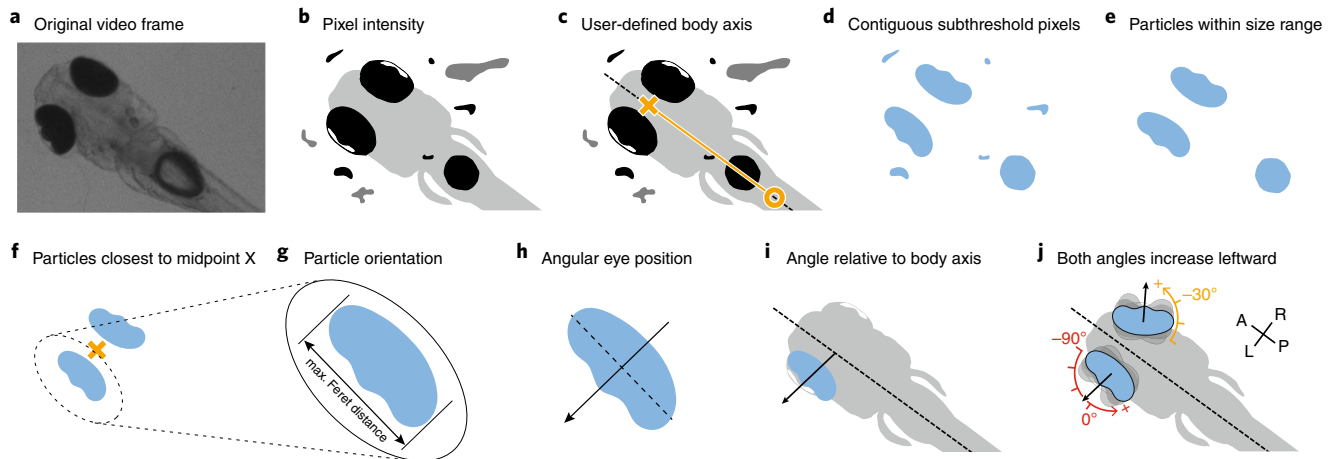 a Original video frame
b Pixel intensity
c User-defined body axis
d Contiguous subthreshold pixels
e Particles within size range
f Particles closest to midpoint X
g Particle orientation
max. Feret distance
h Angular eye position
i Angle relative to body axis
j Both angles increase leftward
+
–30°
–90°
0°
+
A R
L P